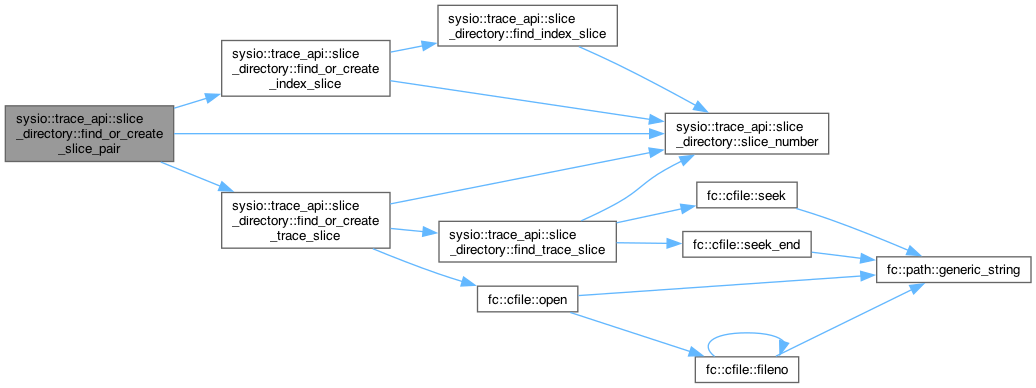 sysio::trace_api::slice
_directory::find_or_create
_slice_pair
sysio::trace_api::slice
_directory::find_or_create
_index_slice
sysio::trace_api::slice
_directory::find_index_slice
sysio::trace_api::slice
_directory::slice_number
sysio::trace_api::slice
_directory::find_or_create
_trace_slice
sysio::trace_api::slice
_directory::find_trace_slice
fc::cfile::seek
fc::cfile::seek_end
fc::path::generic_string
fc::cfile::open
fc::cfile::fileno